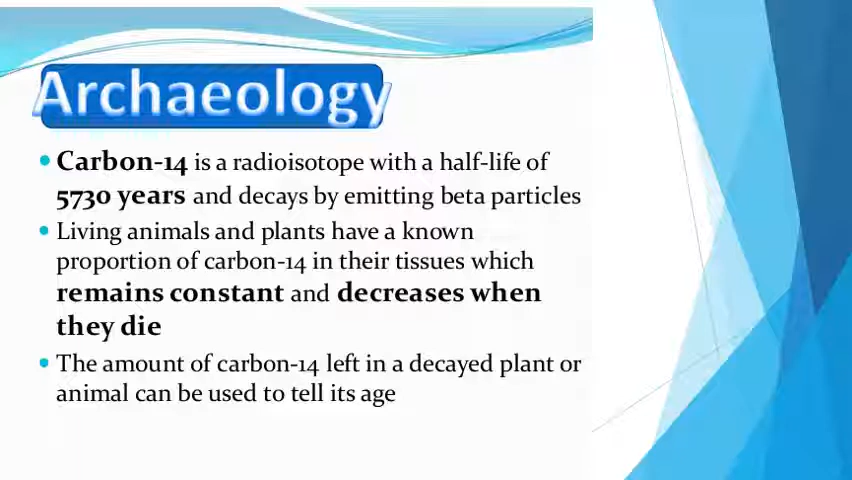 Archaeology
Carbon-14 is a radioisotope with a half-life of
5730 years and decays by emitting beta particles
Living animals and plants have a known
proportion of carbon-14 in their tissues which
remains constant and decreases when
they die
The amount of carbon-14 left in a decayed plant or
animal can be used to tell its age